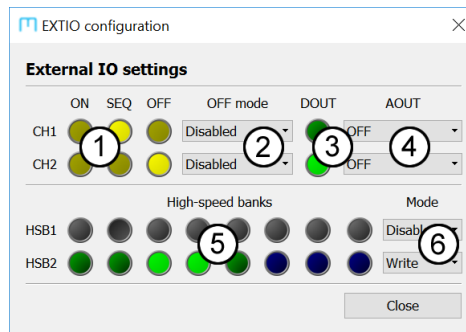 EXTIO configuration
External IO settings
ON SEQ OFF OFF mode DOUT AOUT
CH1 1 Disabled 2 3 OFF 4
CH2 Disabled OFF
High-speed banks Mode
HSB1 5 6
HSB2 Write
Close